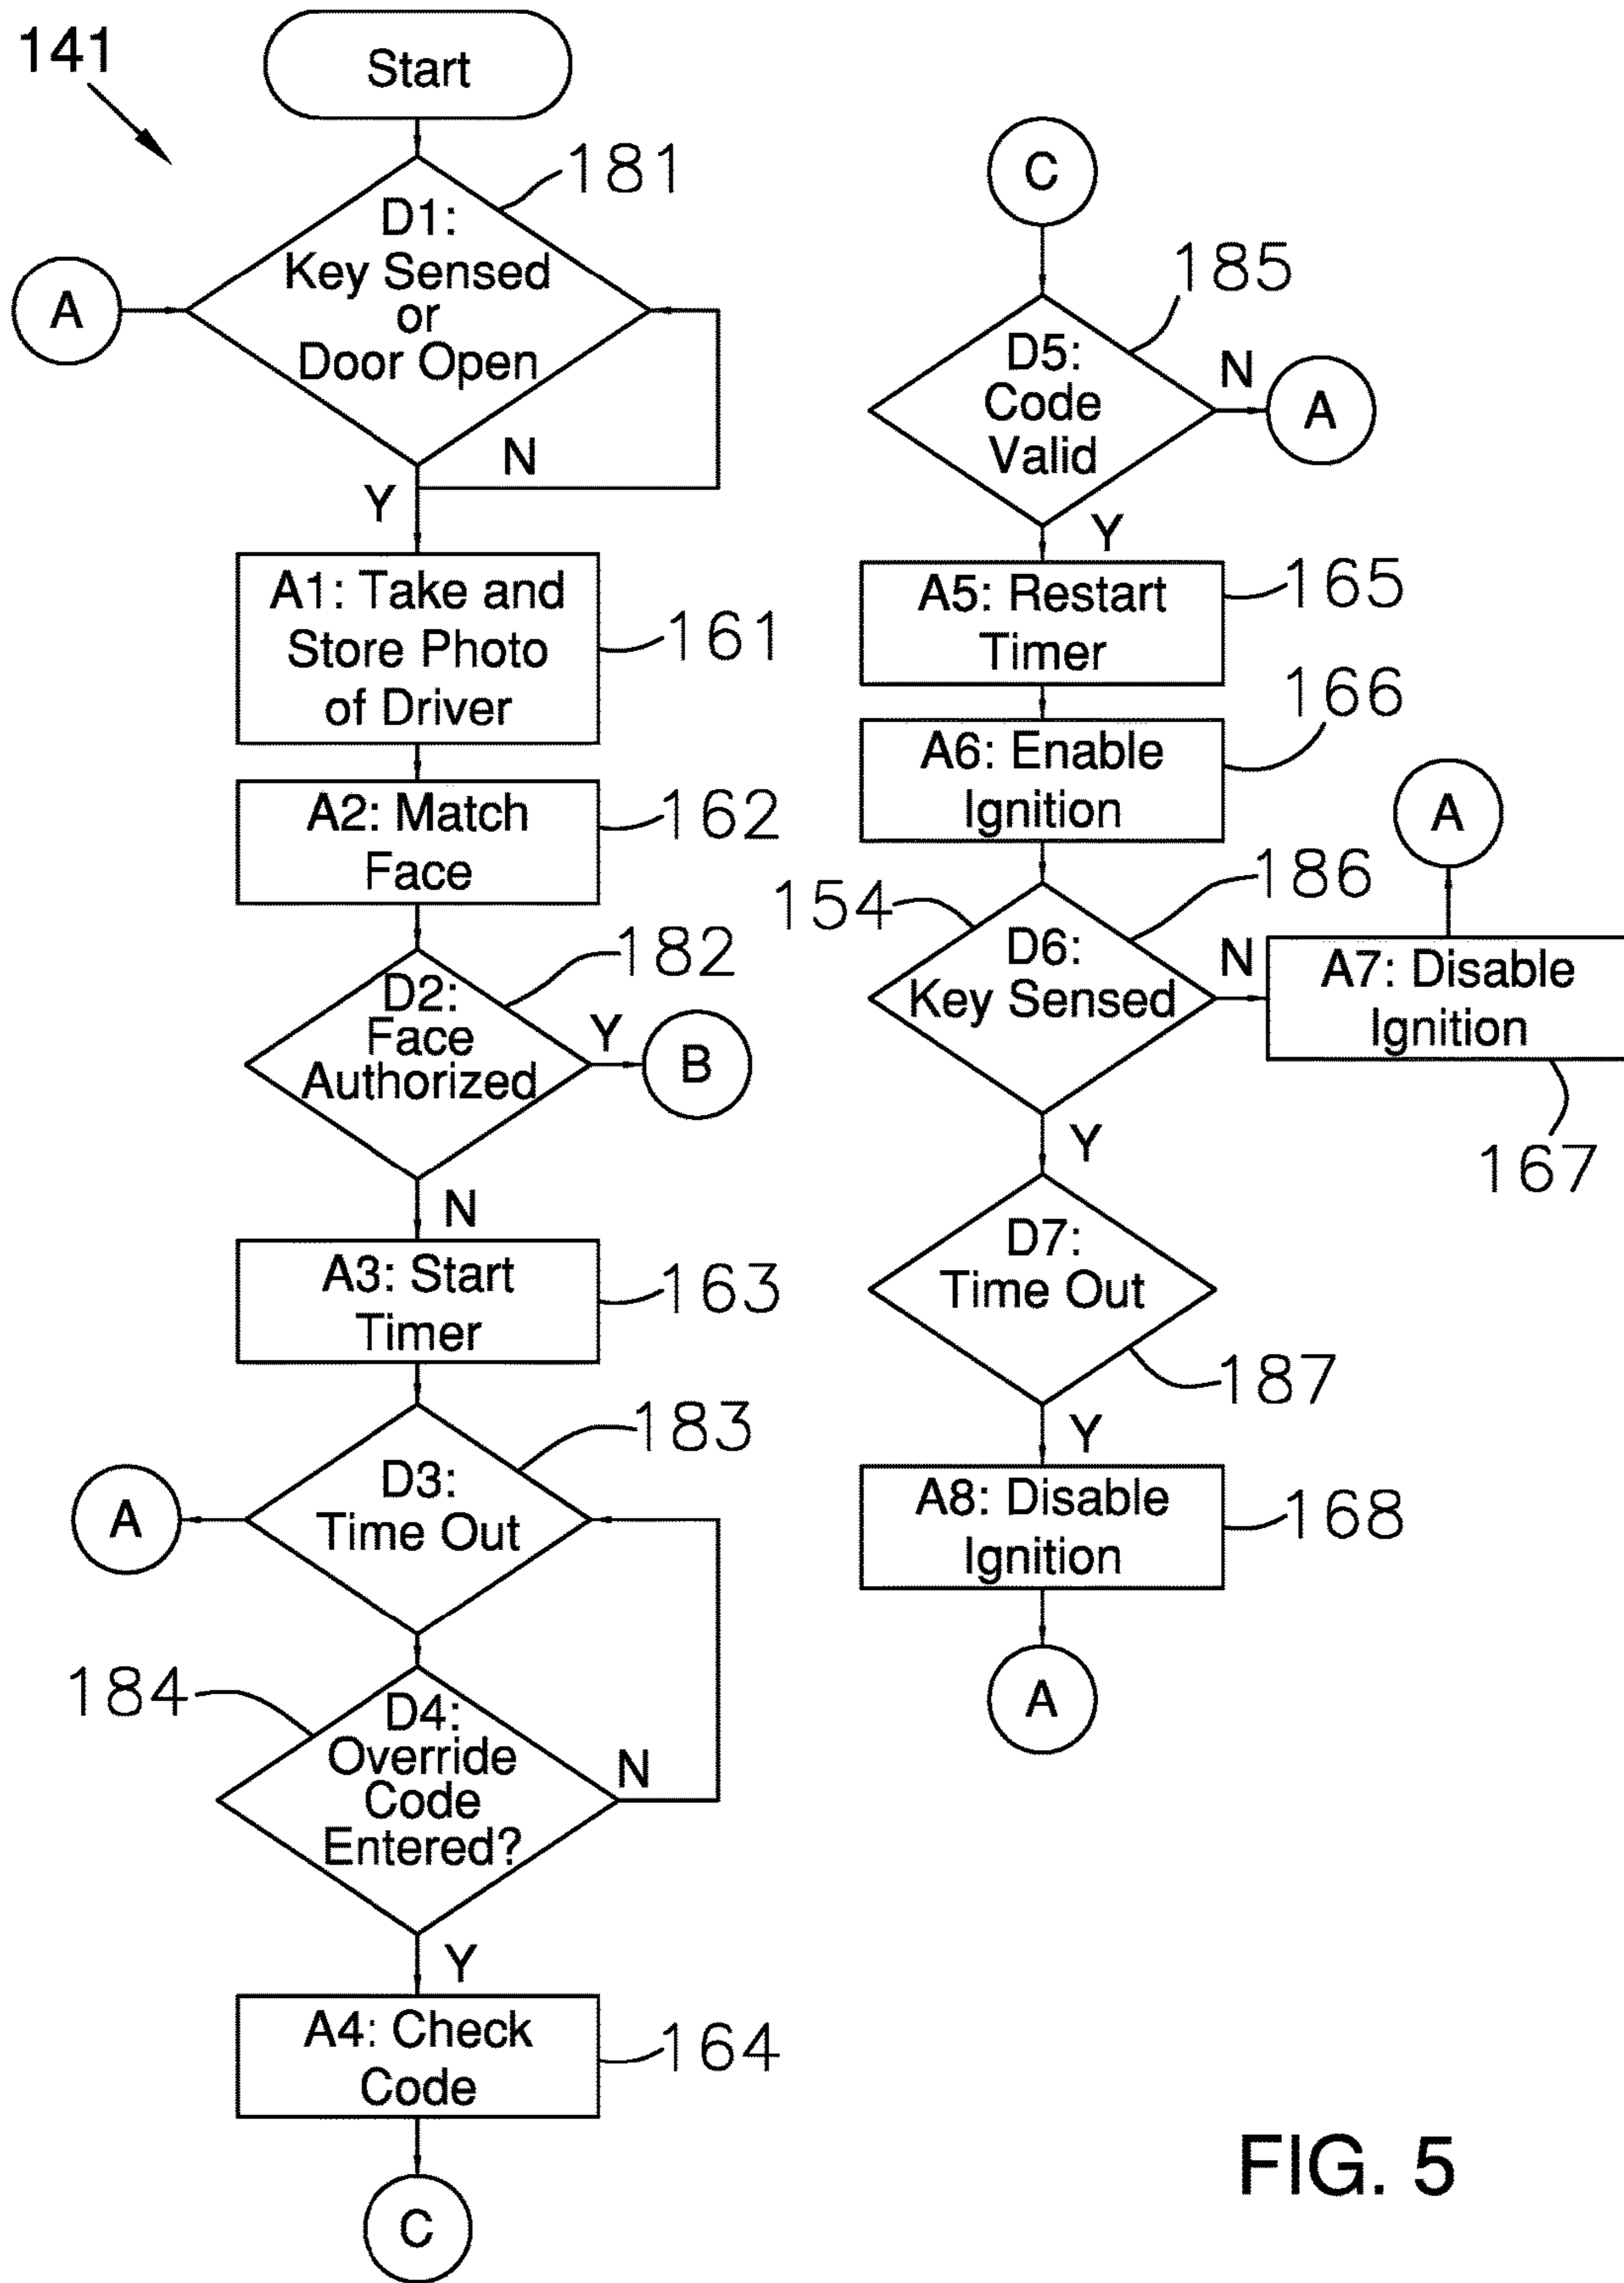 141
Start
181
D1:
Key Sensed
or
Door Open
A
N
Y
A1: Take and
Store Photo
of Driver
161
A2: Match
Face
162
182
D2:
Face
Authorized
Y
B
N
A3: Start
Timer
163
183
D3:
Time Out
A
184
D4:
Override
Code
Entered?
N
Y
A4: Check
Code
164
C
C
185
D5:
Code
Valid
N
A
Y
A5: Restart
Timer
165
166
A6: Enable
Ignition
A
154
186
D6:
Key Sensed
N
A7: Disable
Ignition
167
Y
D7:
Time Out
187
Y
A8: Disable
Ignition
168
A
FIG. 5